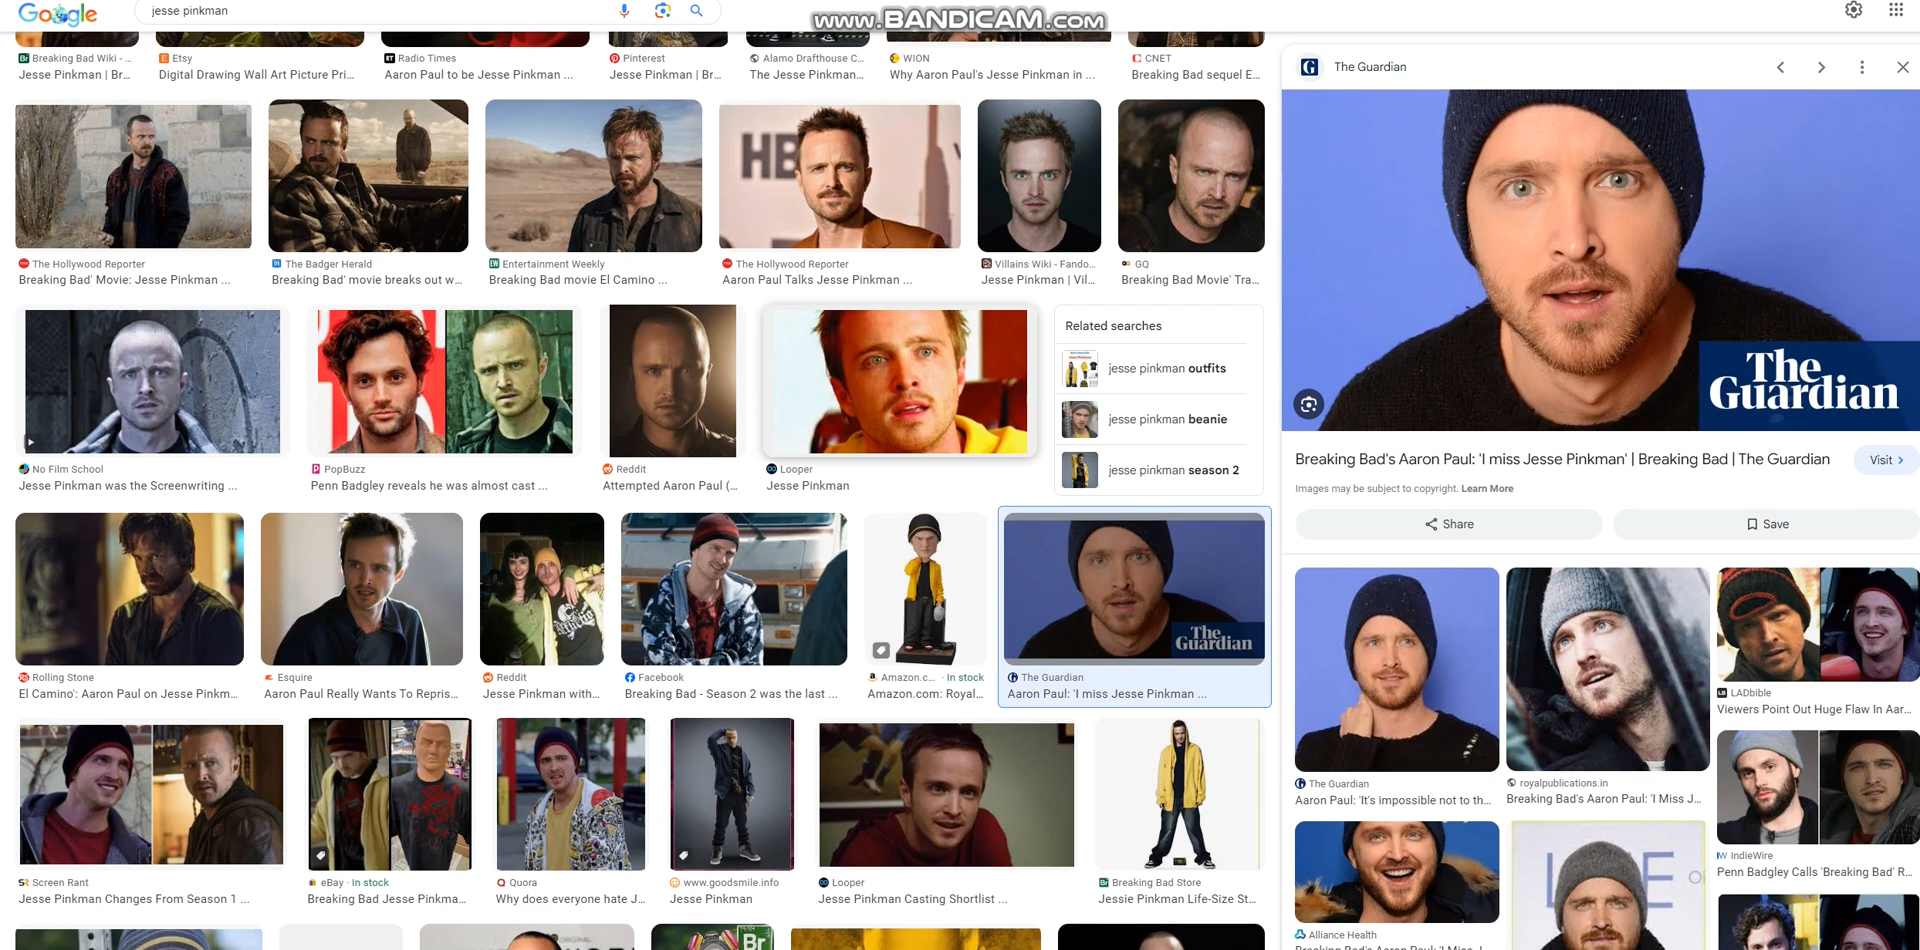 Google
jesse pinkman
www.BANDICAM.com
Breaking Bad Wiki - ...
Jesse Pinkman | Br...
Etsy
Digital Drawing Wall Art Picture Pri...
Radio Times
Aaron Paul to be Jesse Pinkman ...
Pinterest
Jesse Pinkman | Br...
Alamo Drafthouse C...
The Jesse Pinkman...
WION
Why Aaron Paul's Jesse Pinkman in ...
CNET
Breaking Bad sequel E...
HB
The Hollywood Reporter
Breaking Bad' Movie: Jesse Pinkman ...
The Badger Herald
Breaking Bad' movie breaks out w...
Entertainment Weekly
Breaking Bad movie El Camino ...
The Hollywood Reporter
Aaron Paul Talks Jesse Pinkman ...
Villains Wiki - Fando...
Jesse Pinkman | Vil...
GQ
Breaking Bad Movie' Tra...
No Film School
Jesse Pinkman was the Screenwriting ...
PopBuzz
Penn Badgley reveals he was almost cast ...
Reddit
Attempted Aaron Paul (...
Looper
Jesse Pinkman
Related searches
jesse pinkman outfits
jesse pinkman beanie
jesse pinkman season 2
The
Guardian
Rolling Stone
El Camino': Aaron Paul on Jesse Pinkm...
Esquire
Aaron Paul Really Wants To Repris...
Reddit
Jesse Pinkman with...
Facebook
Breaking Bad - Season 2 was the last ...
Amazon.c... · In stock
Amazon.com: Royal...
The Guardian
Aaron Paul: 'I miss Jesse Pinkman ...
Screen Rant
Jesse Pinkman Changes From Season 1 ...
eBay · In stock
Breaking Bad Jesse Pinkma...
Quora
Why does everyone hate J...
www.goodsmile.info
Jesse Pinkman
Looper
Jesse Pinkman Casting Shortlist ...
Breaking Bad Store
Jessie Pinkman Life-Size St...
Br
The Guardian
The
Guardian
Breaking Bad's Aaron Paul: 'I miss Jesse Pinkman' | Breaking Bad | The Guardian
Visit
Images may be subject to copyright. Learn More
Share
Save
The Guardian
Aaron Paul: 'It's impossible not to th...
royalpublications.in
Breaking Bad's Aaron Paul: 'I Miss J...
LADbible
Viewers Point Out Huge Flaw In Aar...
IndieWire
Penn Badgley Calls 'Breaking Bad' R...
Alliance Health
Breaking Bad's Aaron Paul: 'I Miss J